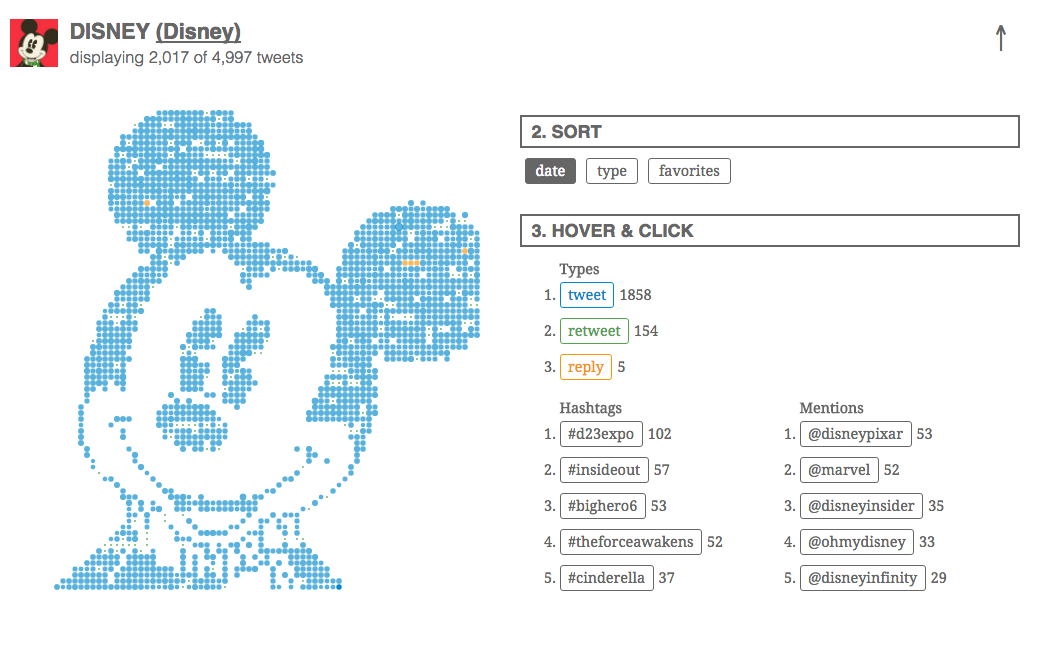 DISNEY (Disney)
displaying 2,017 of 4,997 tweets
↑
2. SORT
date type favorites
3. HOVER & CLICK
Types
1. tweet 1858
2. retweet 154
3. reply 5
Hashtags
1. #d23expo 102
2. #insideout 57
3. #bighero6 53
4. #theforceawakens 52
5. #cinderella 37
Mentions
1. @disneypixar 53
2. @marvel 52
3. @disneyinsider 35
4. @ohmydisney 33
5. @disneyinfinity 29